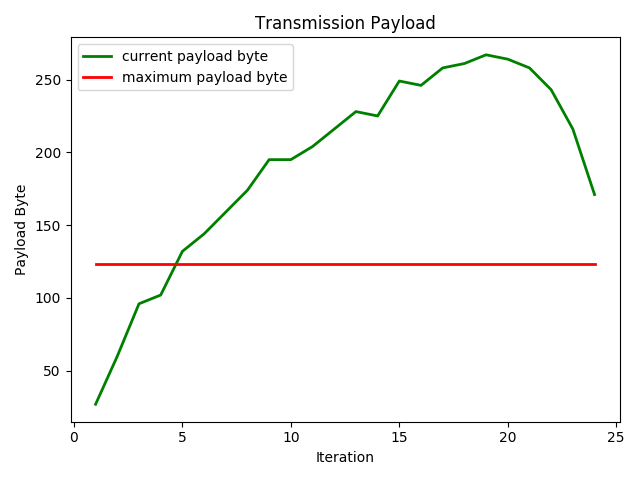 Transmission Payload
current payload byte
maximum payload byte
Payload Byte
250
200
150
100
50
0
5
10
15
20
25
Iteration